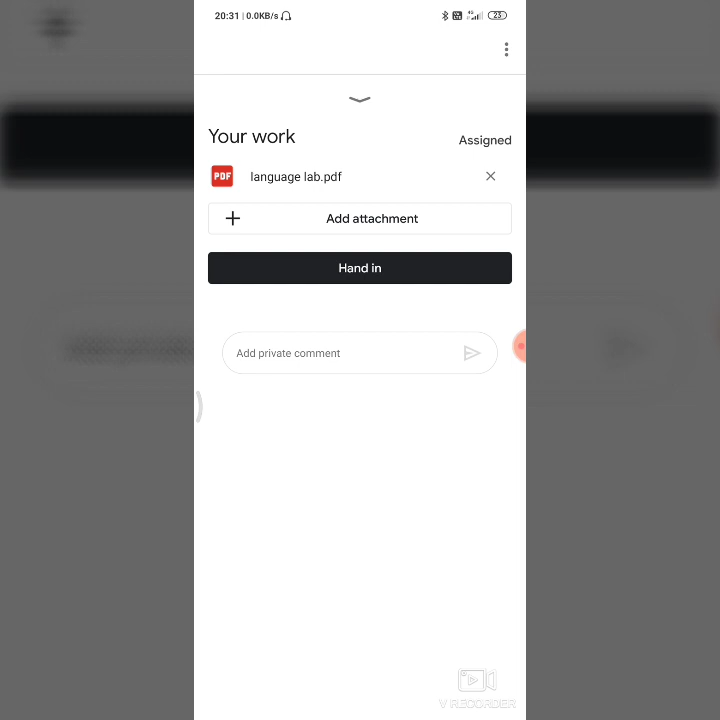 20:31 | 0.0KB/s
4G
23
Your work
Assigned
PDF
language lab.pdf
Add attachment
Hand in
Add private comment
V RECORDER